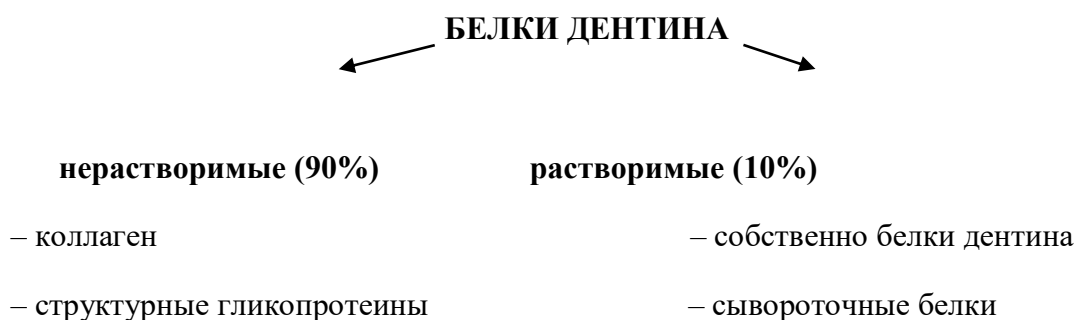 БЕЛКИ ДЕНТИНА
нерастворимые (90%) растворимые (10%)
– коллаген – собственно белки дентина
– структурные гликопротеины – сывороточные белки